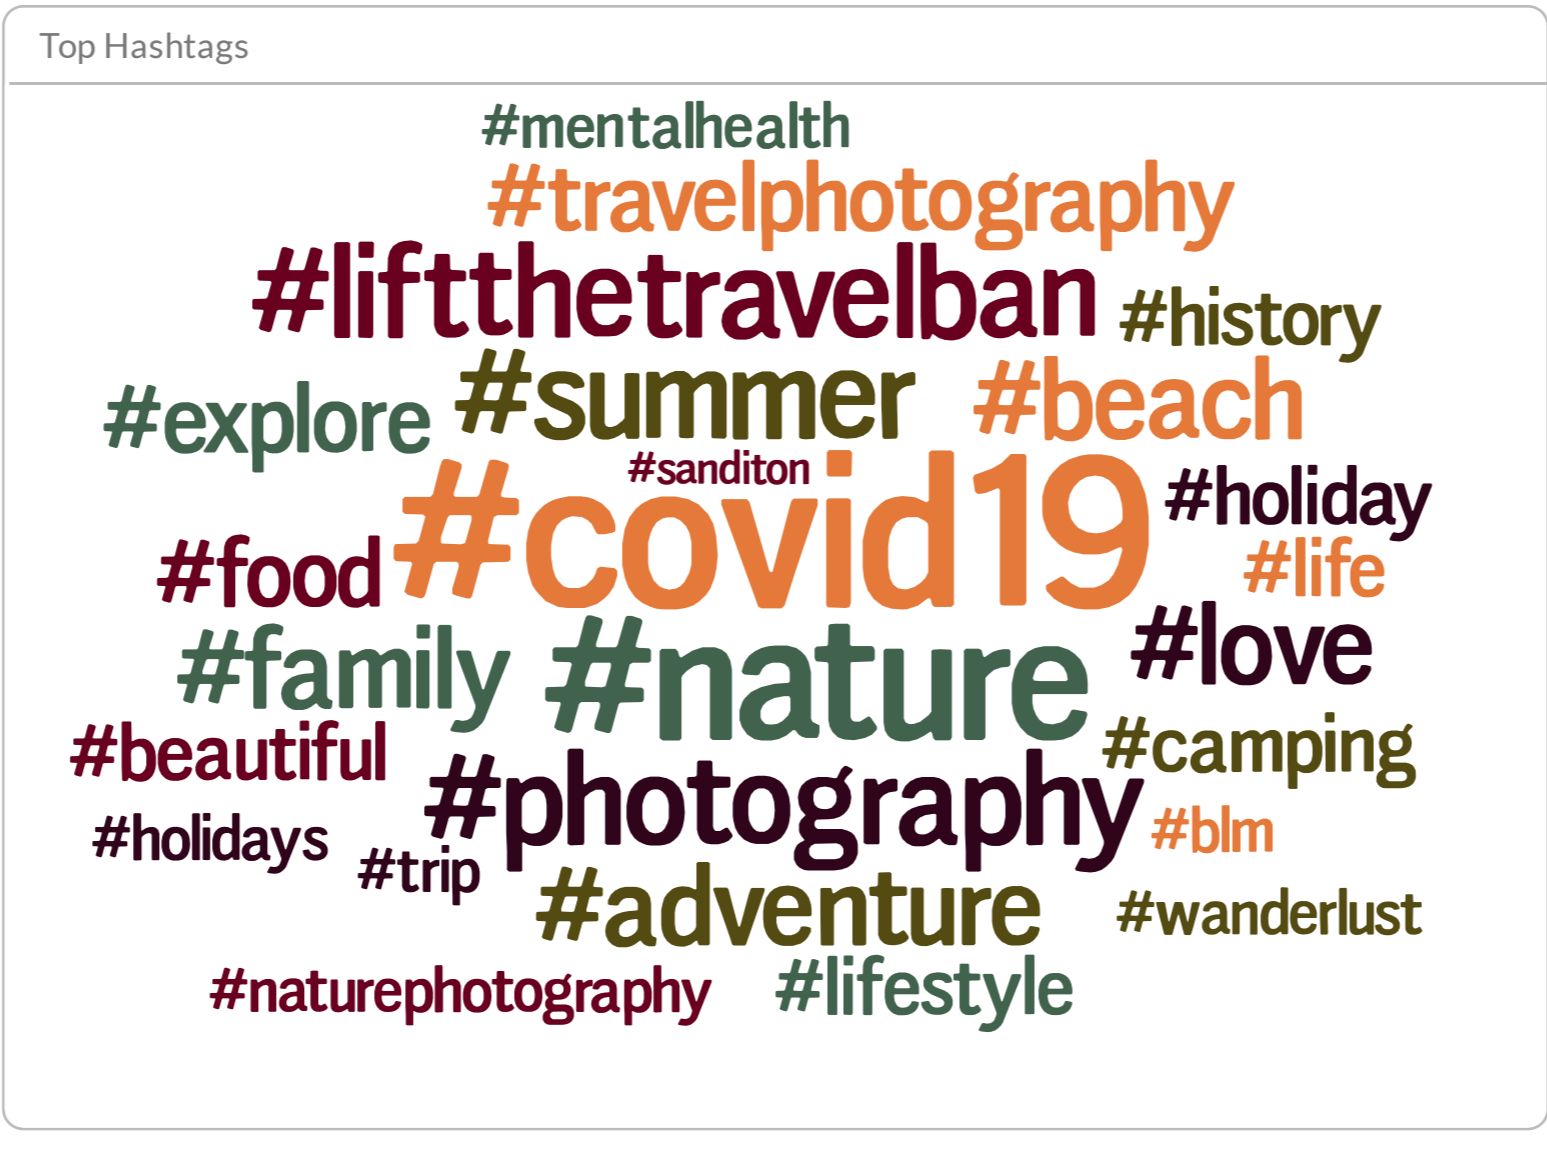 Top Hashtags
#mentalhealth
#travelphotography
#liftthetravelban
#history
#summer
#beach
#explore
#sanditon
#covid19
#holiday
#food
#life
#love
#family
#nature
#beautiful
#camping
#photography
#holidays
#blm
#trip
#adventure
#wanderlust
#naturephotography
#lifestyle